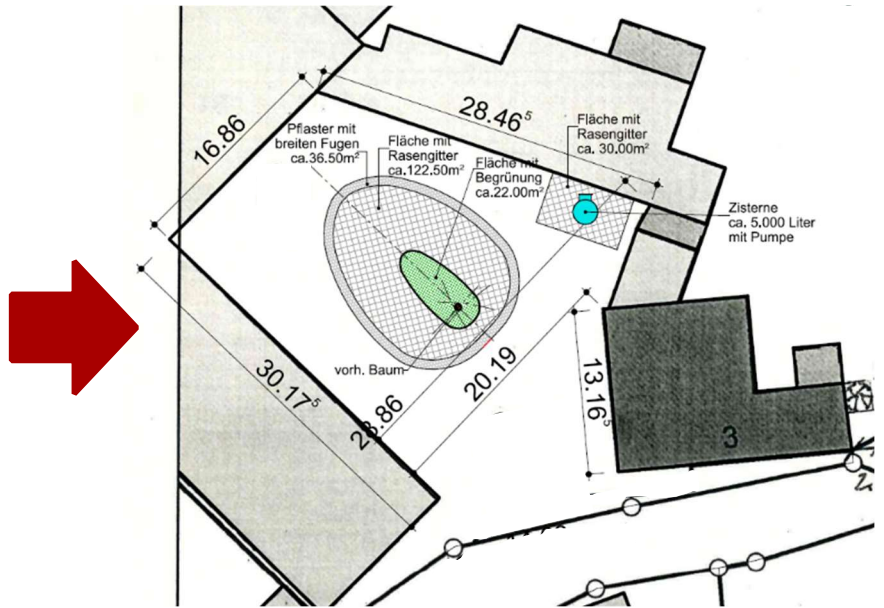 16.86
28.46⁵
Pflaster mit
breiten Fugen
ca.36.50m²
Fläche mit
Rasengitter
ca.122.50m²
Fläche mit
Begrünung
ca.22.00m²
Fläche mit
Rasengitter
ca. 30.00m²
Zisterne
ca. 5.000 Liter
mit Pumpe
vorh. Baum
30.17⁵
28.86
20.19
13.16⁵
3